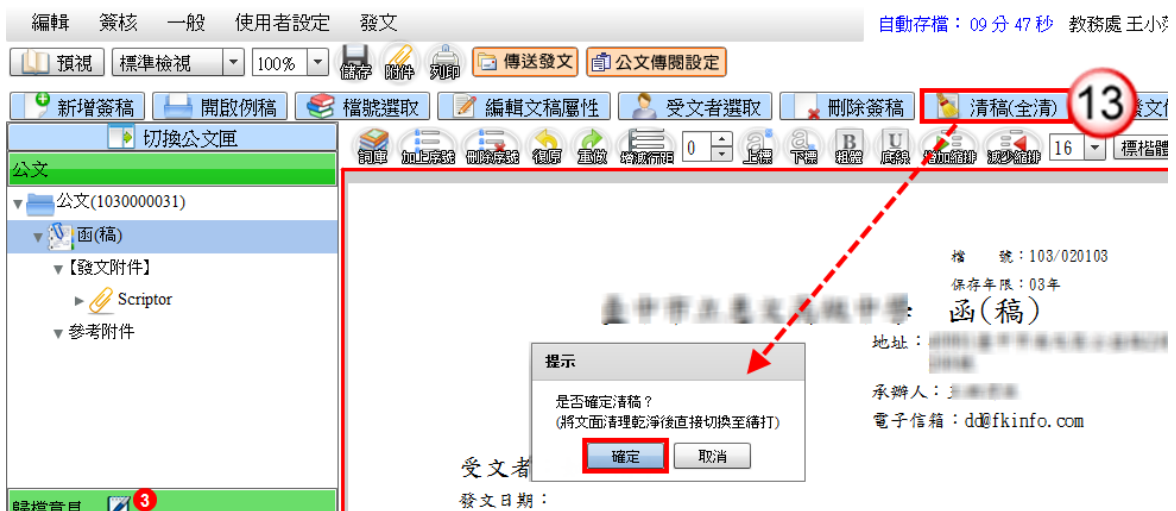 編輯 簽核 一般 使用者設定 發文 自動存檔：09 分 47 秒 教務處 王小
預視 標準檢視 100% 儲存 附件 列印 傳送發文 公文傳閱設定
新增簽稿 開啟例稿 檔號選取 編輯文稿屬性 受文者選取 刪除簽稿 清稿(全清) 13 發文
切換公文匣 詞庫 加上序號 刪除序號 復原 重做 增減行距 0 上標 下標 粗體 底線 增加縮排 減少縮排 16 標楷體
公文
公文(1030000031)
函(稿)
【發文附件】
Scriptor
參考附件
歸檔章頁 3
檔 號：103/020103
保存年限：03年
函(稿)
地址：
承辦人：
電子信箱：dd@fkinfo.com
提示
是否確定清稿？
(將文面清理乾淨後直接切換至繕打)
確定 取消
受文者
發文日期：